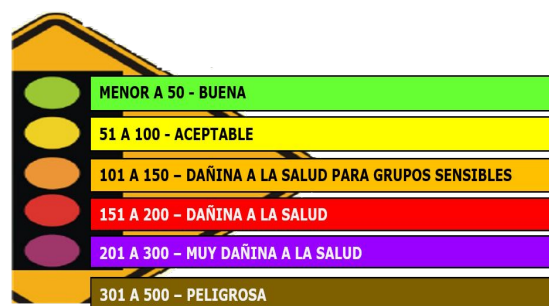 MENOR A 50 - BUENA
51 A 100 - ACEPTABLE
101 A 150 – DAÑINA A LA SALUD PARA GRUPOS SENSIBLES
151 A 200 – DAÑINA A LA SALUD
201 A 300 – MUY DAÑINA A LA SALUD
301 A 500 – PELIGROSA